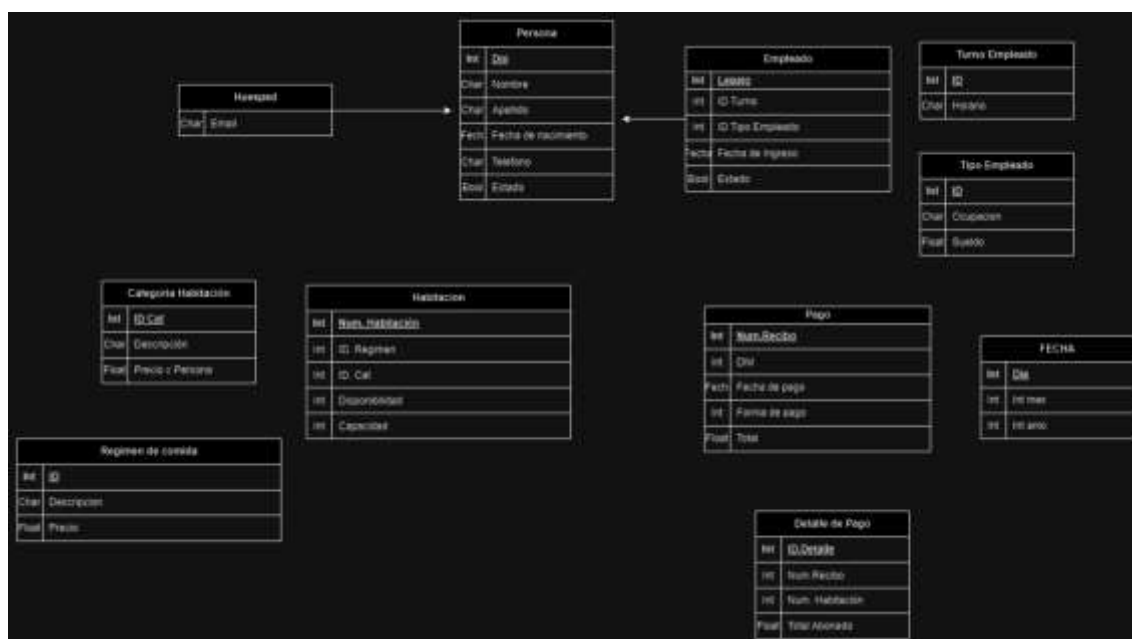 Persona
Int Dni
Char Nombre
Char Apellido
Fech Fecha de nacimiento
Char Telefono
Bool Estado
Huesped
Char Email
Empleado
Int Legajo
Int ID Turno
Int ID Tipo Empleado
Fecha Fecha de Ingreso
Bool Estado
Turno Empleado
Int ID
Char Horario
Tipo Empleado
Int ID
Char Ocupacion
Float Sueldo
Categoria Habitación
Int ID Cat
Char Descripción
Float Precio x Persona
Habitacion
Int Num. Habitación
Int ID. Regimen
Int ID. Cat
Int Disponibilidad
Int Capacidad
Pago
Int Num.Recibo
Int DNI
Fech Fecha de pago
Int Forma de pago
Float Total
FECHA
Int Dia
Int Int mes
Int Int anio
Regimen de comida
Int ID
Char Descripcion
Float Precio
Detalle de Pago
Int ID.Detalle
Int Num.Recibo
Int Num. Habitación
Float Total Abonado